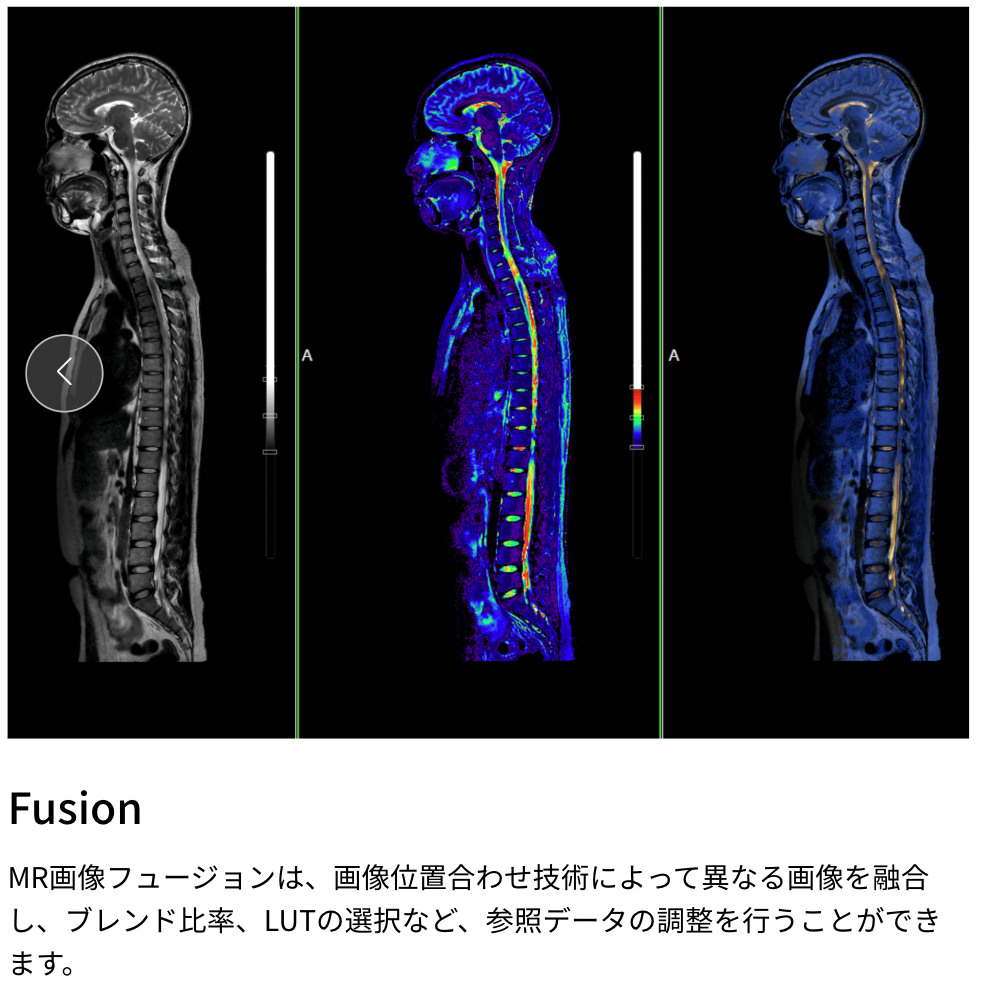 A
A
Fusion
MR画像フュージョンは、画像位置合わせ技術によって異なる画像を融合
し、ブレンド比率、LUTの選択など、参照データの調整を行うことができ
ます。